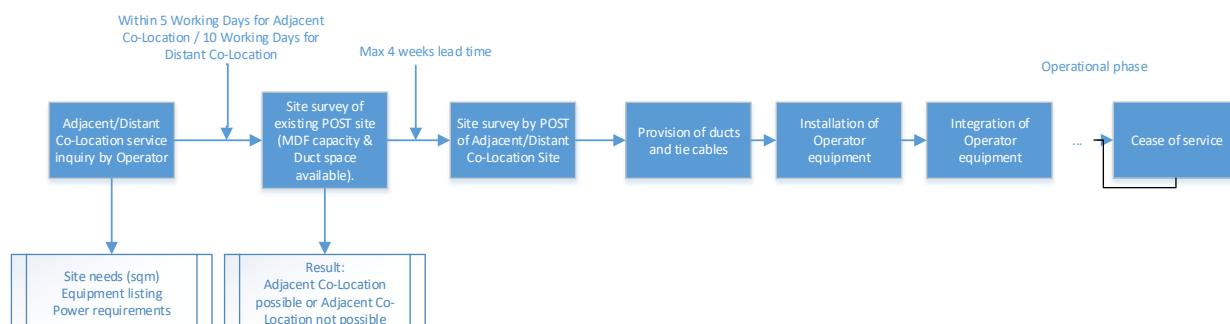 Within 5 Working Days for Adjacent
Co-Location / 10 Working Days for
Distant Co-Location
Max 4 weeks lead time
Operational phase
Adjacent/Distant
Co-Location service
inquiry by Operator
Site survey of
existing POST site
(MDF capacity &
Duct space
available).
Site survey by POST
of Adjacent/Distant
Co-Location Site
Provision of ducts
and tie cables
Installation of
Operator
equipment
Integration of
Operator
equipment
...
Cease of service
Site needs (sqm)
Equipment listing
Power requirements
Result:
Adjacent Co-Location
possible or Adjacent Co-
Location not possible